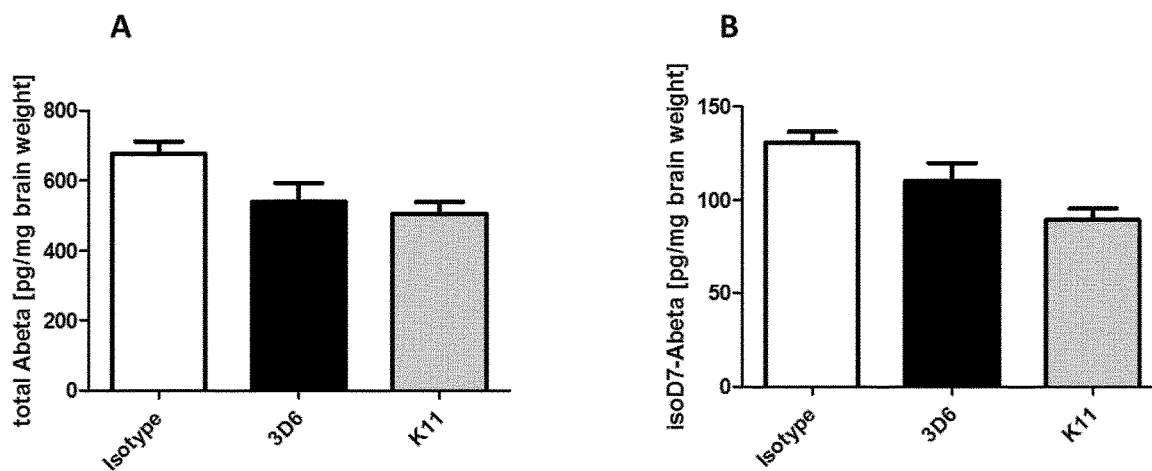 A
total Abeta [pg/mg brain weight]
800
600
400
200
0
Isotype
3D6
K11
B
IsoD7-Abeta [pg/mg brain weight]
150
100
50
0
Isotype
3D6
K11